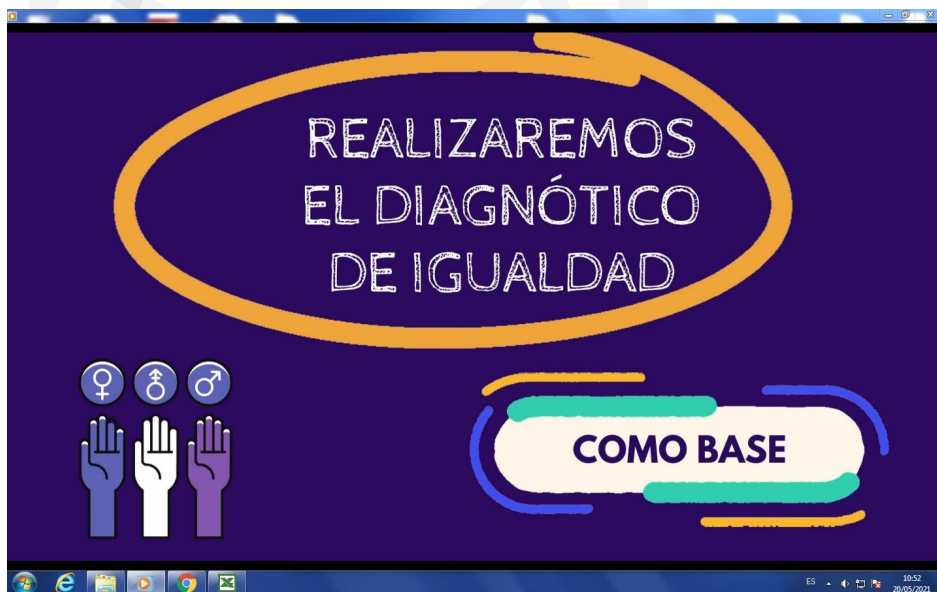 REALIZAREMOS
EL DIAGNÓTICO
DE IGUALDAD
COMO BASE
ES
10:52
20/05/2021